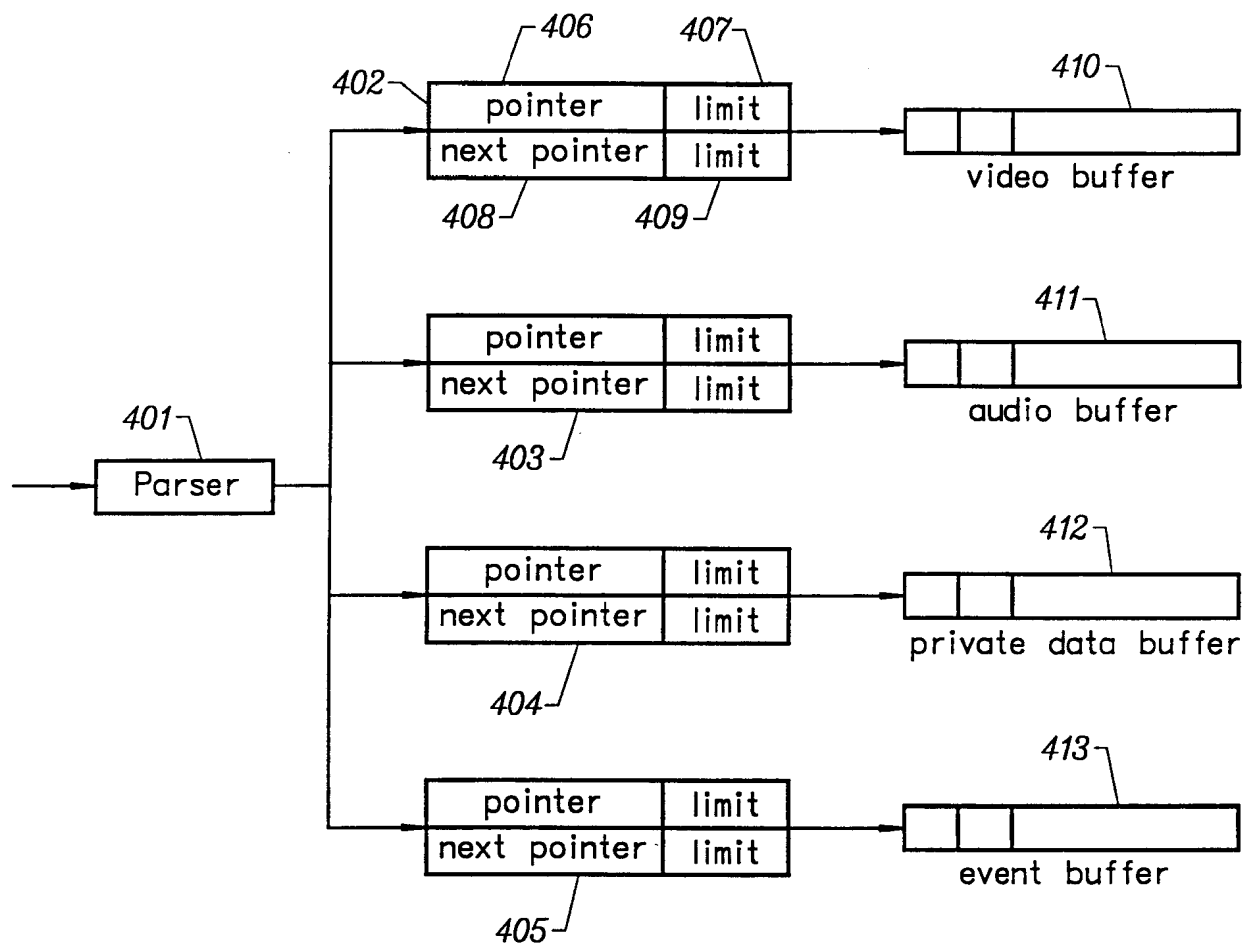 406
407
402
410
pointer
limit
next pointer
limit
video buffer
408
409
411
pointer
limit
next pointer
limit
audio buffer
401
403
Parser
412
pointer
limit
next pointer
limit
private data buffer
404
413
pointer
limit
next pointer
limit
event buffer
405